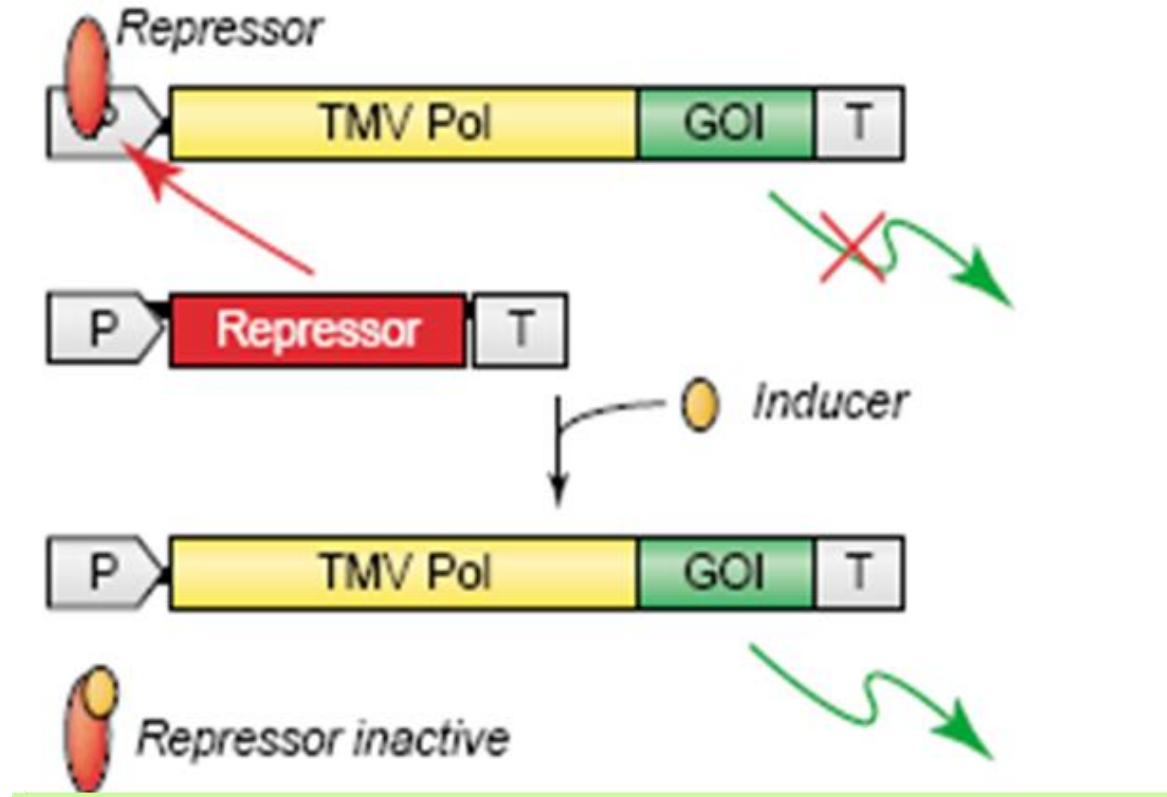 Repressor
P TMV Pol GOI T
P Repressor T
Inducer
P TMV Pol GOI T
Repressor inactive